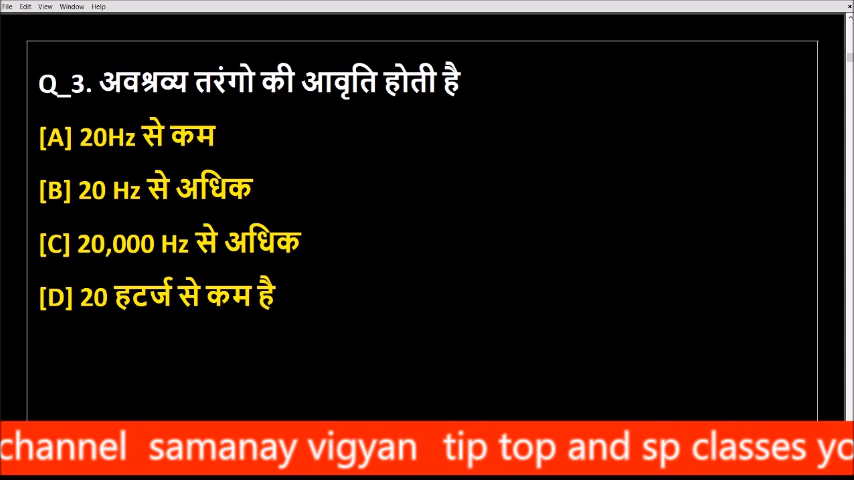 File Edit View Window Help
Q_3. अवश्रव्य तरंगो की आवृति होती है
[A] 20Hz से कम
[B] 20 Hz से अधिक
[C] 20,000 Hz से अधिक
[D] 20 हटर्ज से कम है
channel samanay vigyan tip top and sp classes yo